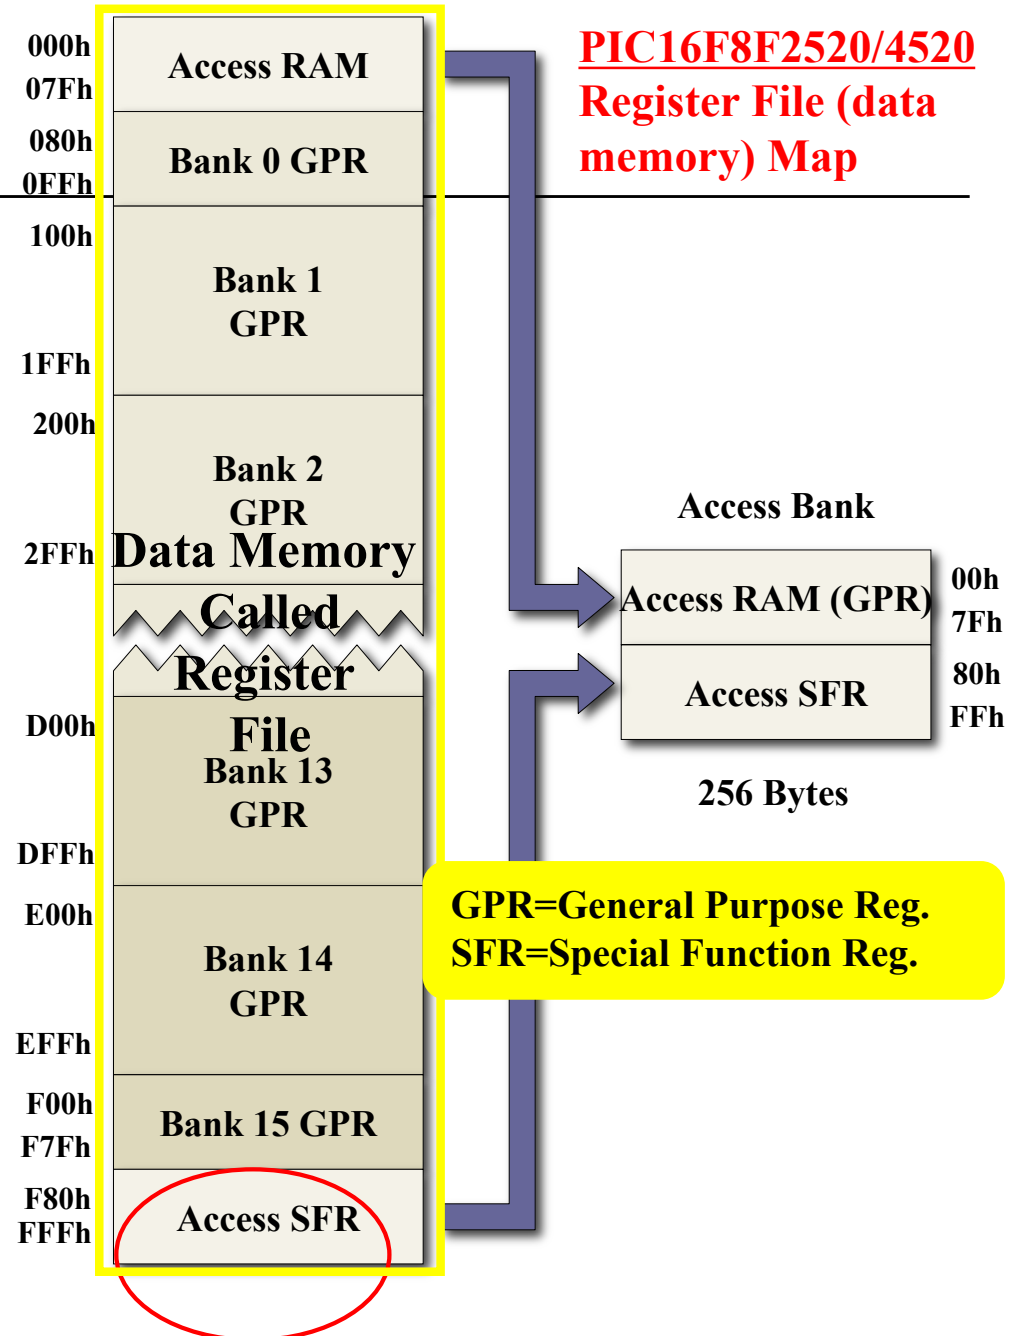 PIC16F8F2520/4520
Register File (data
memory) Map
000h
07Fh
Access RAM
080h
0FFh
Bank 0 GPR
100h
1FFh
Bank 1
GPR
200h
2FFh
Bank 2
GPR
Data Memory
Called
Register
File
D00h
DFFh
Bank 13
GPR
E00h
EFFh
Bank 14
GPR
F00h
F7Fh
Bank 15 GPR
F80h
FFFh
Access SFR
Access Bank
Access RAM (GPR)
00h
7Fh
Access SFR
80h
FFh
256 Bytes
GPR=General Purpose Reg.
SFR=Special Function Reg.